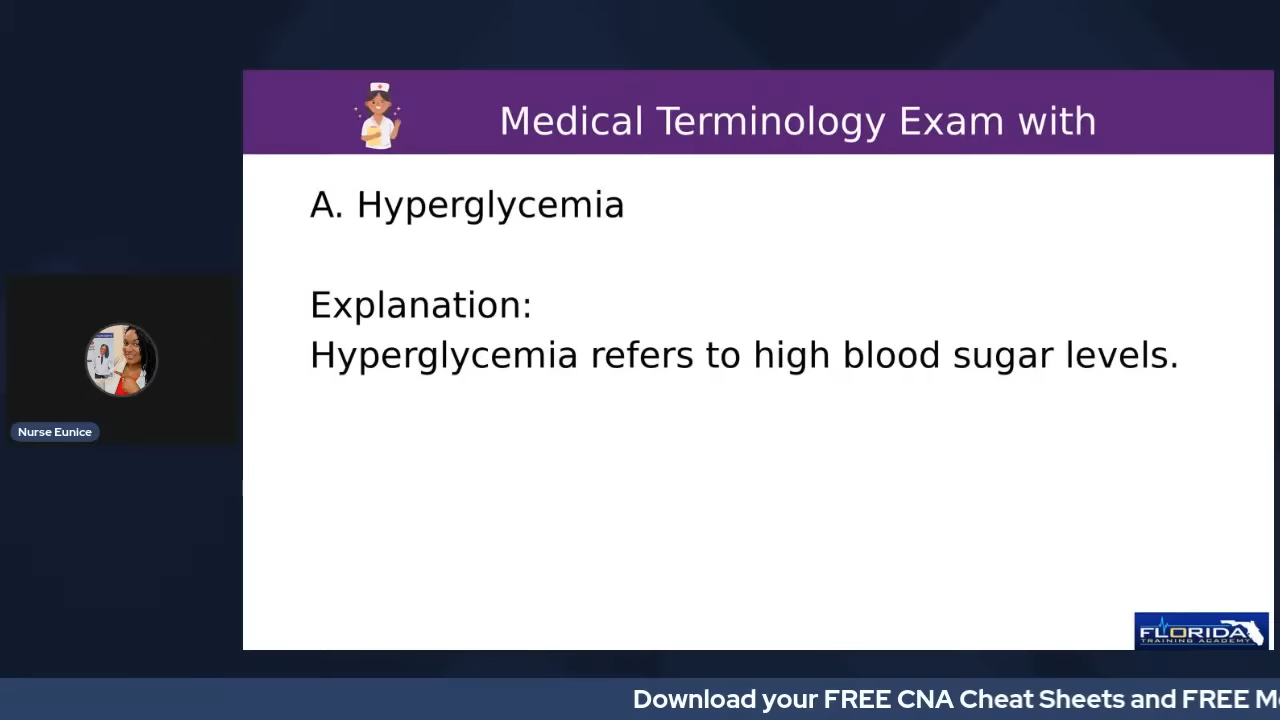 Medical Terminology Exam with
A. Hyperglycemia
Explanation:
Hyperglycemia refers to high blood sugar levels.
Nurse Eunice
FLORIDA
TRAINING ACADEMY
Download your FREE CNA Cheat Sheets and FREE M